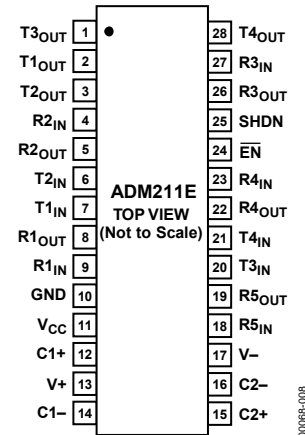 T3OUT 1 28 T4OUT
T1OUT 2 27 R3IN
T2OUT 3 26 R3OUT
R2IN 4 25 SHDN
R2OUT 5 24 E̅N̅
T2IN 6 23 R4IN
ADM211E
T1IN 7 22 R4OUT
TOP VIEW
R1OUT 8 21 T4IN
(Not to Scale)
R1IN 9 20 T3IN
GND 10 19 R5OUT
VCC 11 18 R5IN
C1+ 12 17 V–
V+ 13 16 C2–
C1– 14 15 C2+
00068-008